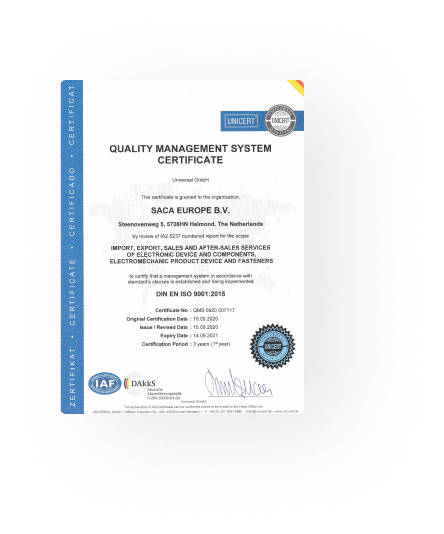 UNICERT
UNICERT
QUALITY MANAGEMENT SYSTEM
CERTIFICATE
Universal GmbH
This certificate is granted to the organization,
SACA EUROPE B.V.
Steenovenweg 5, 5708HN Helmond, The Netherlands
by review of IA2-5237 numbered report for the scope
IMPORT, EXPORT, SALES AND AFTER-SALES SERVICES
OF ELECTRONIC DEVICE AND COMPONENTS,
ELECTROMECHANIC PRODUCT DEVICE AND FASTENERS
to certify that a management system in accordance with
standard's clauses is established and being implemented
DIN EN ISO 9001:2015
Certificate No : QMS 0920 007117
Original Certification Date : 15.09.2020
Issue / Revised Date : 15.09.2020
Expiry Date : 14.09.2021
Certification Period : 3 years (1st year)
UNICERT
IAF
DAkkS
Deutsche
Akkreditierungsstelle
Universal GmbH
ZERTIFIKAT • CERTIFICATE • CERTIFICADO • CERTIFICAT